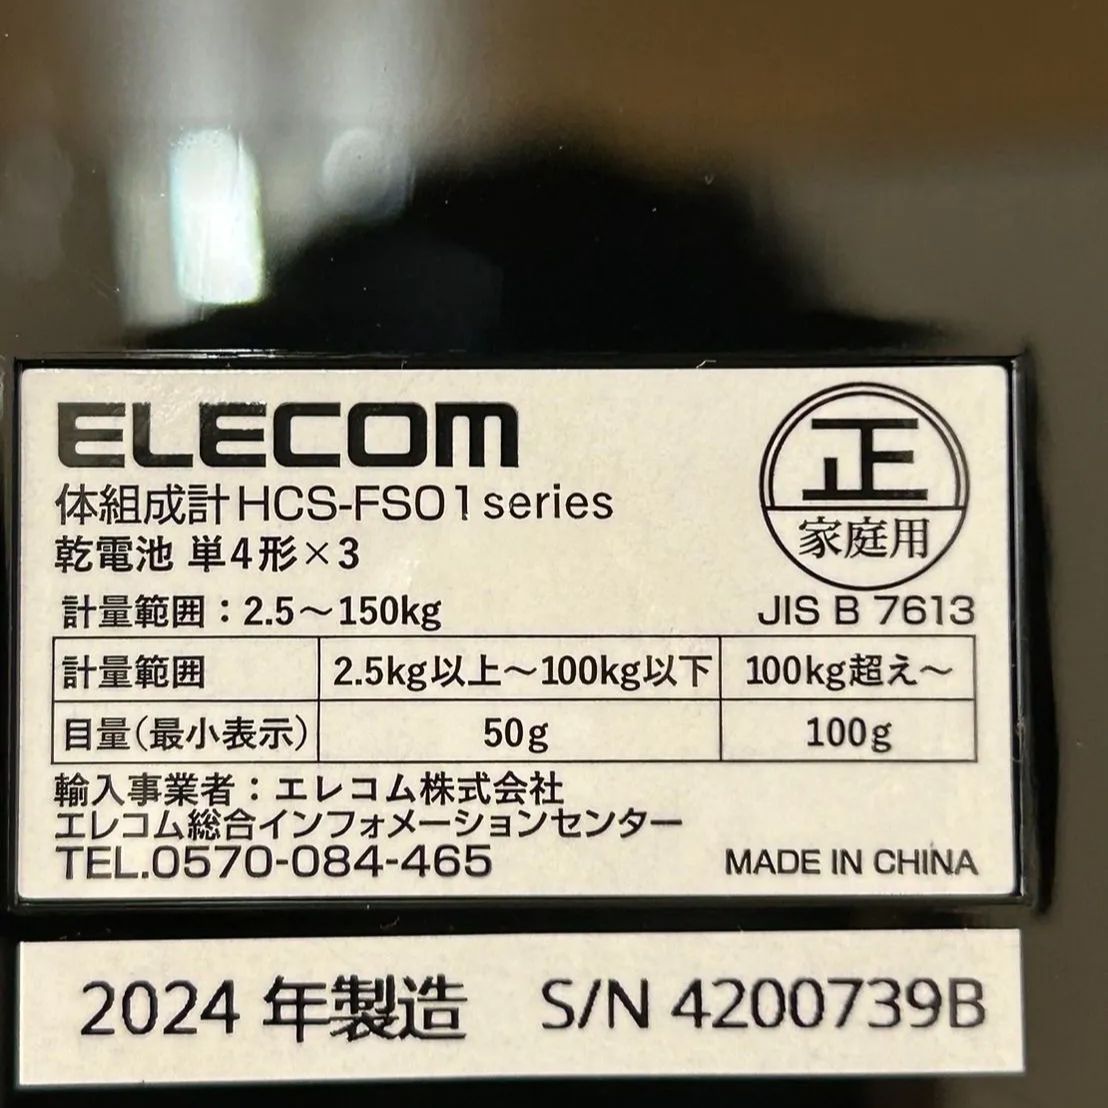 ELECOM
体組成計 HCS-FS01 series
乾電池 単4形×3
計量範囲：2.5～150kg
正
家庭用
JIS B 7613
計量範囲 2.5kg以上～100kg以下 100kg超え～
目量(最小表示) 50g 100g
輸入事業者：エレコム株式会社
エレコム総合インフォメーションセンター
TEL.0570-084-465
MADE IN CHINA
2024 年製造 S/N 4200739B